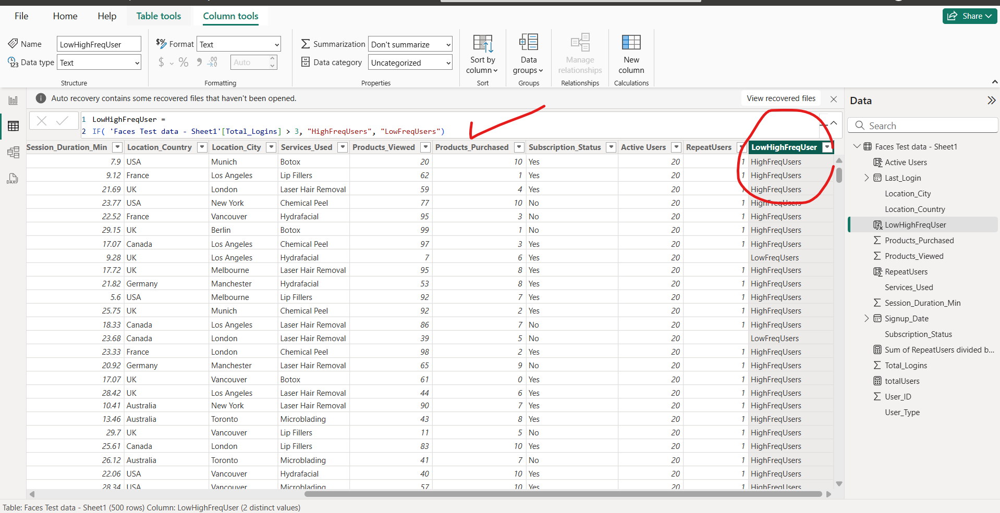 File Home Help Table tools Column tools Share
Name LowHighFreqUser Format Text Summarization Don't summarize
Data type Text $ % Auto Data category Uncategorized
Sort by column Data groups Manage relationships New column
Structure Formatting Properties Sort Groups Relationships Calculations
Auto recovery contains some recovered files that haven't been opened. View recovered files
1 LowHighFreqUser =
2 IF( 'Faces Test data - Sheet1'[Total_Logins] > 3, "HighFreqUsers", "LowFreqUsers")
Session_Duration_Min Location_Country Location_City Services_Used Products_Viewed Products_Purchased Subscription_Status Active Users RepeatUsers LowHighFreqUser
7.9 USA Munich Botox 20 10 Yes 20 1 HighFreqUsers
9.12 France Los Angeles Lip Fillers 62 1 Yes 20 1 HighFreqUsers
21.69 UK London Laser Hair Removal 59 4 Yes 20 1 HighFreqUsers
23.77 USA New York Chemical Peel 77 10 No 20 1 HighFreqUsers
22.52 France Vancouver Hydrafacial 95 3 No 20 1 HighFreqUsers
29.15 UK Berlin Botox 99 1 No 20 1 HighFreqUsers
17.07 Canada Los Angeles Chemical Peel 97 3 Yes 20 1 HighFreqUsers
9.28 UK Los Angeles Hydrafacial 7 6 Yes 20 LowFreqUsers
17.72 UK Melbourne Laser Hair Removal 95 8 Yes 20 1 HighFreqUsers
21.82 Germany Manchester Hydrafacial 53 8 Yes 20 1 HighFreqUsers
5.6 USA Melbourne Lip Fillers 92 7 Yes 20 1 HighFreqUsers
25.75 UK Munich Chemical Peel 92 2 Yes 20 1 HighFreqUsers
18.33 Canada Los Angeles Laser Hair Removal 86 7 No 20 1 HighFreqUsers
23.68 Canada London Laser Hair Removal 39 5 No 20 LowFreqUsers
23.33 France London Chemical Peel 98 2 Yes 20 1 HighFreqUsers
20.92 Germany Manchester Laser Hair Removal 65 9 No 20 1 HighFreqUsers
17.07 UK Vancouver Botox 61 0 Yes 20 1 HighFreqUsers
28.42 UK Los Angeles Laser Hair Removal 44 6 Yes 20 1 HighFreqUsers
10.41 Australia New York Laser Hair Removal 90 7 Yes 20 1 HighFreqUsers
13.46 Australia Toronto Microblading 43 8 Yes 20 1 HighFreqUsers
29.7 UK Vancouver Lip Fillers 11 5 No 20 1 HighFreqUsers
25.61 Canada London Lip Fillers 83 10 Yes 20 1 HighFreqUsers
26.12 Australia Toronto Microblading 41 7 No 20 1 HighFreqUsers
22.06 USA Vancouver Hydrafacial 40 10 Yes 20 1 HighFreqUsers
28.34 USA Vancouver Microblading 57 10 Yes 20 1 HighFreqUsers
Data
Search
Faces Test data - Sheet1
Active Users
Last_Login
Location_City
Location_Country
LowHighFreqUser
Products_Purchased
Products_Viewed
RepeatUsers
Services_Used
Session_Duration_Min
Signup_Date
Subscription_Status
Sum of RepeatUsers divided b...
Total_Logins
totalUsers
User_ID
User_Type
Table: Faces Test data - Sheet1 (500 rows) Column: LowHighFreqUser (2 distinct values)